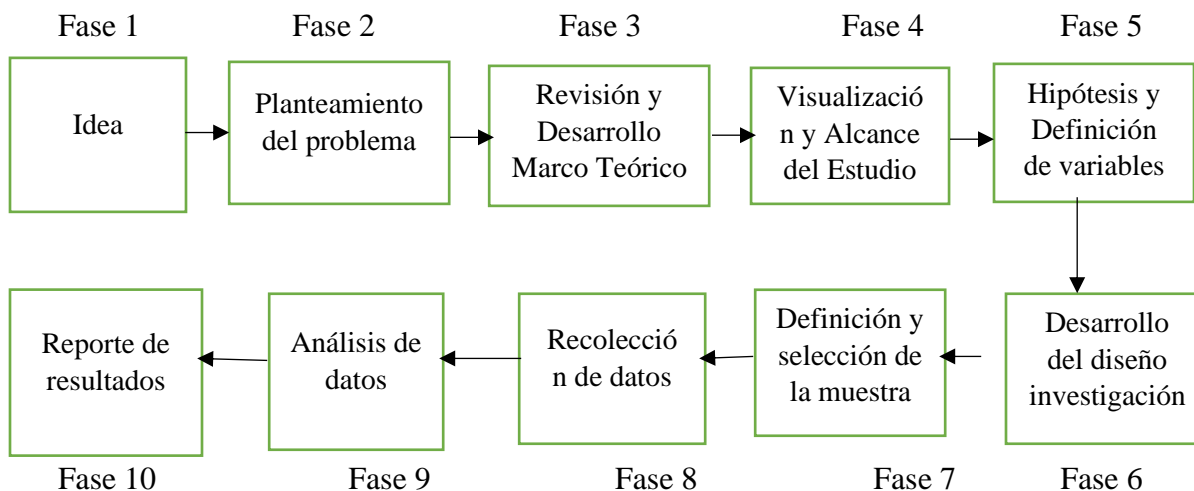 Fase 1
Fase 2
Fase 3
Fase 4
Fase 5
Idea
Planteamiento
del problema
Revisión y
Desarrollo
Marco Teórico
Visualizació
n y Alcance
del Estudio
Hipótesis y
Definición
de variables
Desarrollo
del diseño
investigación
Definición y
selección de
la muestra
Recolecció
n de datos
Análisis de
datos
Reporte de
resultados
Fase 10
Fase 9
Fase 8
Fase 7
Fase 6